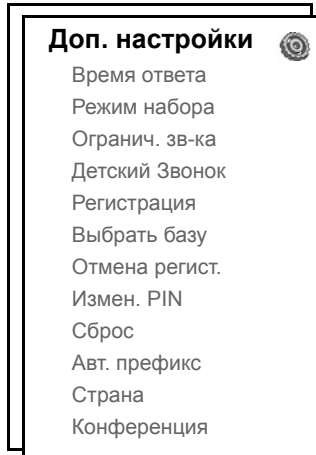 Доп. настройки
Время ответа
Режим набора
Огранич. зв-ка
Детский Звонок
Регистрация
Выбрать базу
Отмена регист.
Измен. PIN
Сброс
Авт. префикс
Страна
Конференция